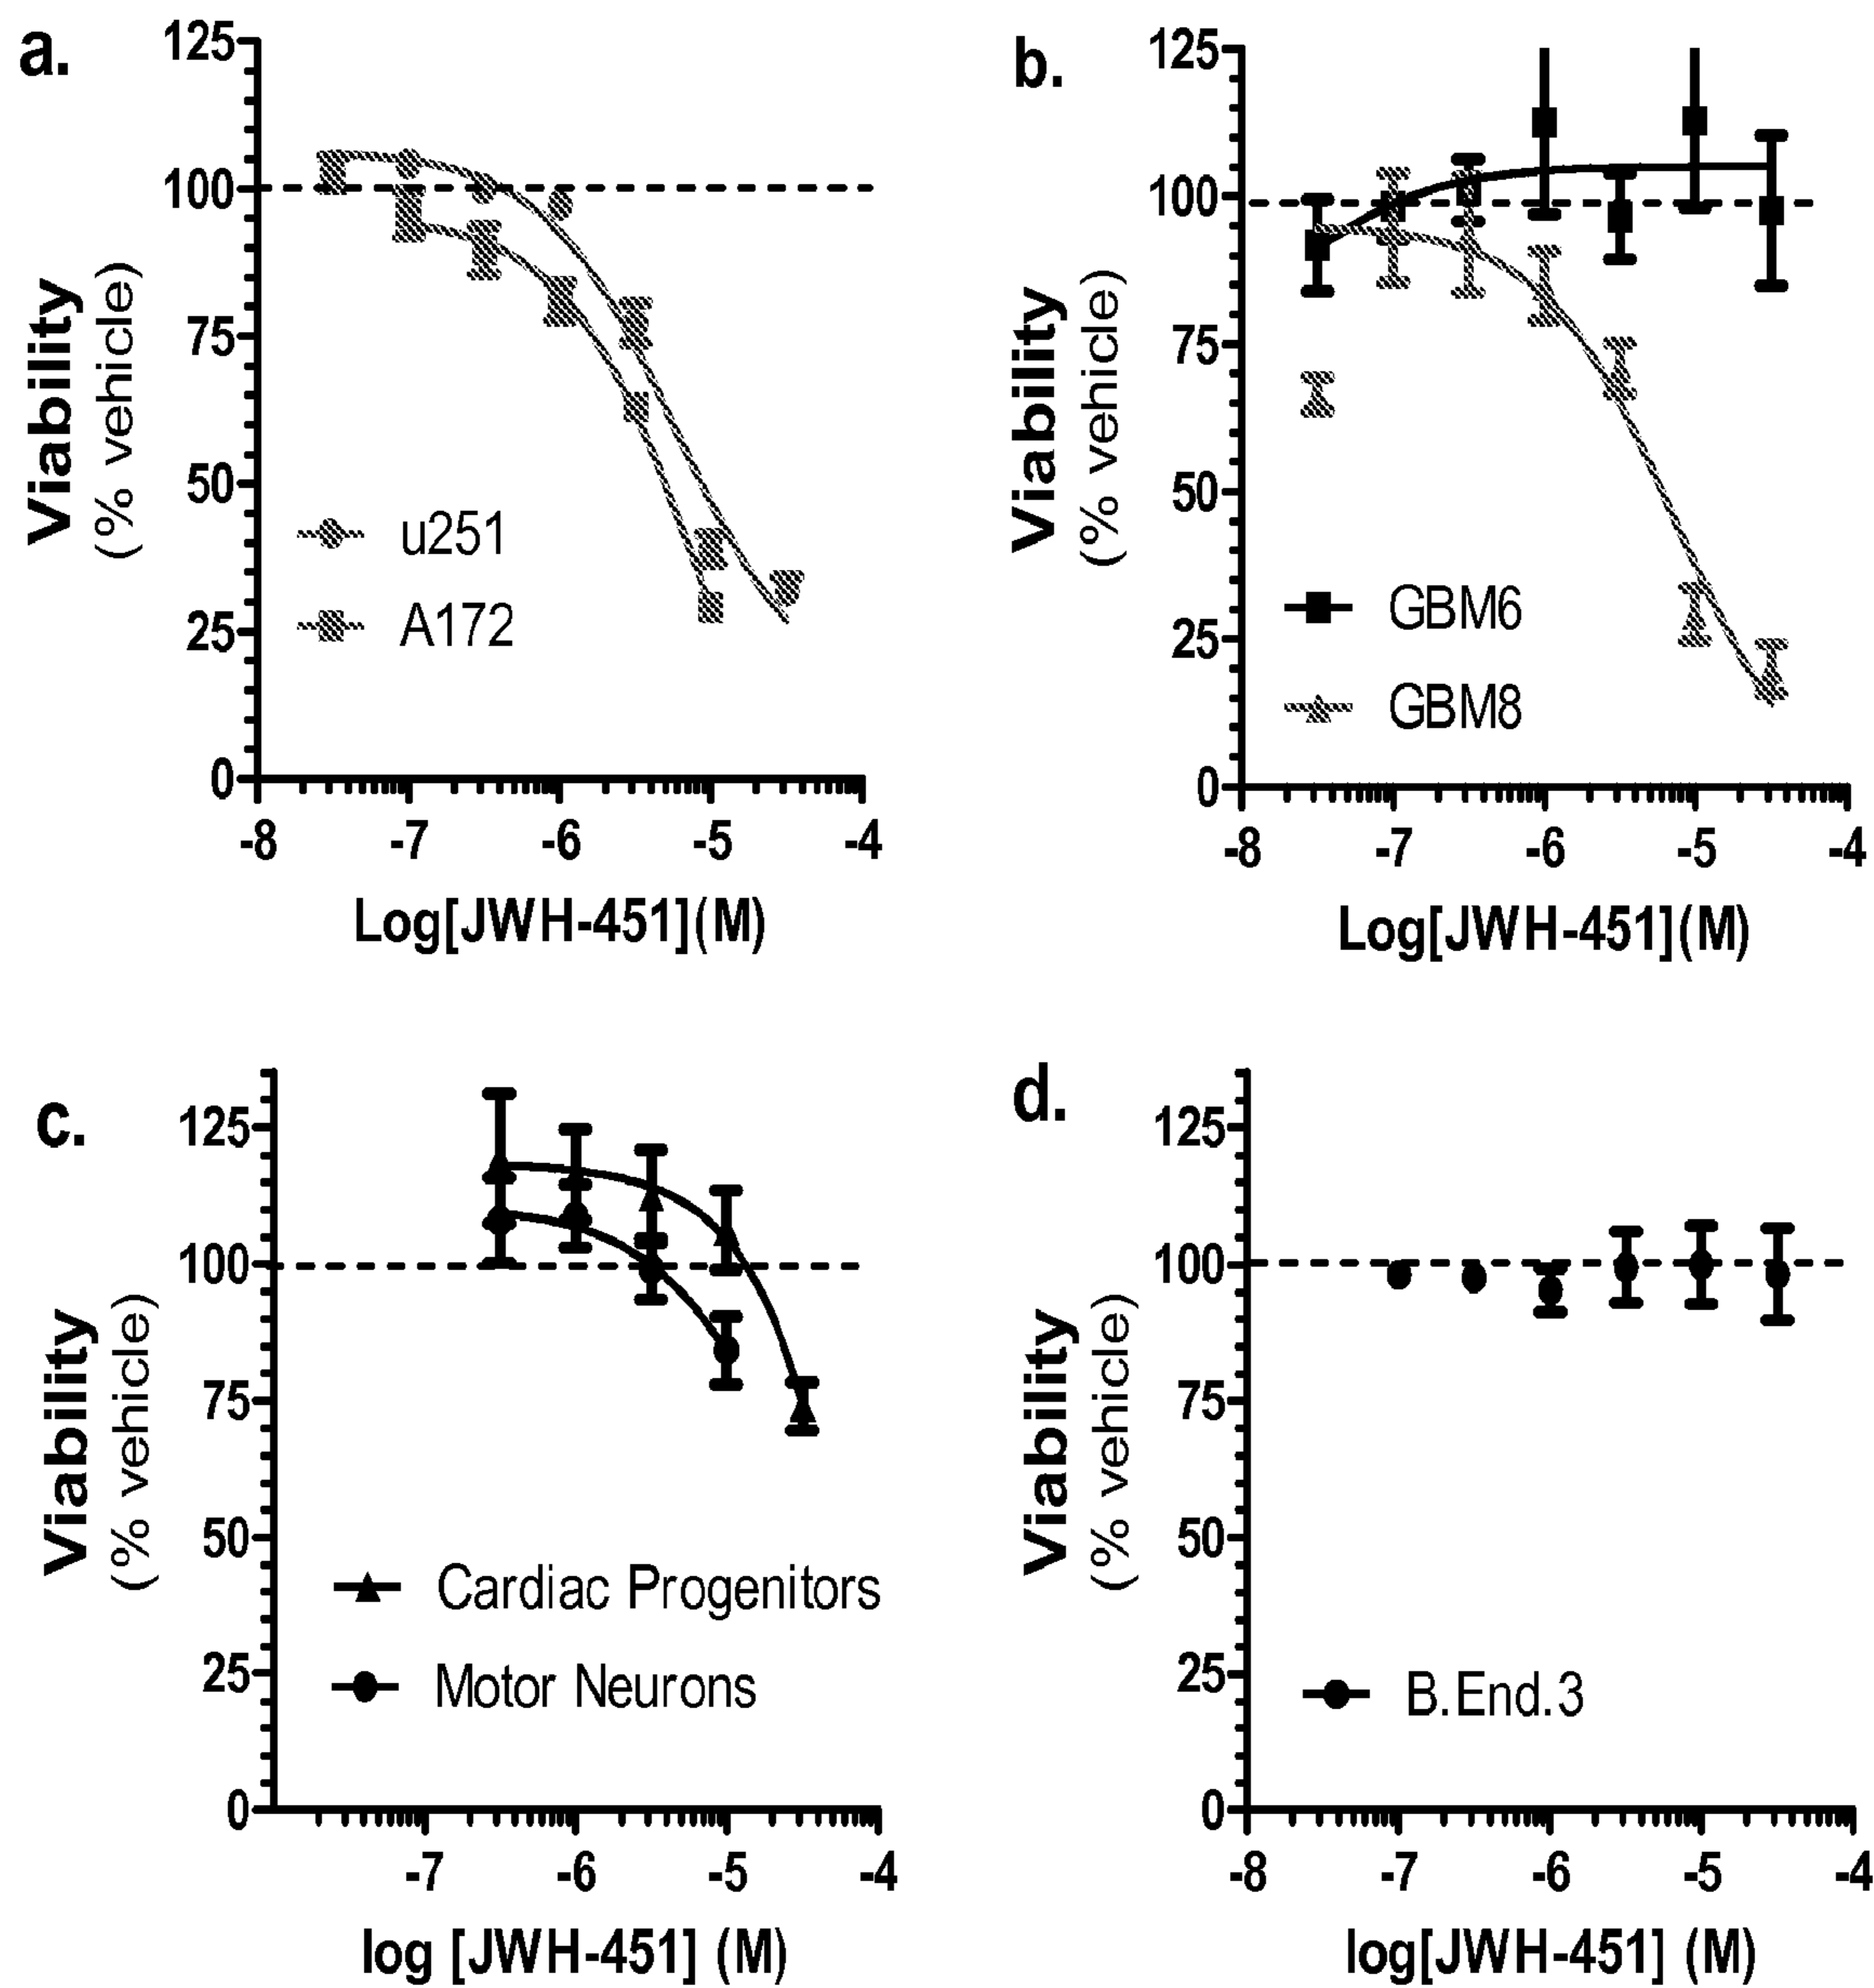 a.
125
100
75
50
25
0
Viability
(% vehicle)
u251
A172
-8 -7 -6 -5 -4
Log[JWH-451](M)
b.
125
100
75
50
25
0
Viability
(% vehicle)
GBM6
GBM8
-8 -7 -6 -5 -4
Log[JWH-451](M)
c.
125
100
75
50
25
0
Viability
(% vehicle)
Cardiac Progenitors
Motor Neurons
-7 -6 -5 -4
log [JWH-451] (M)
d.
125
100
75
50
25
0
Viability
(% vehicle)
B.End.3
-8 -7 -6 -5 -4
log[JWH-451] (M)